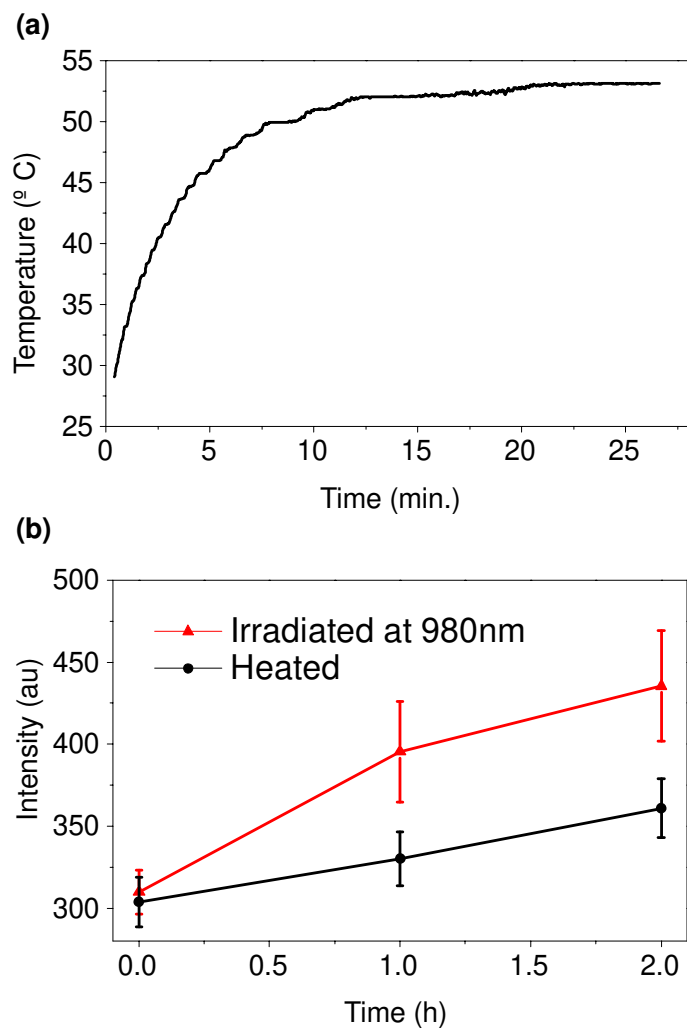 (a)
55
50
45
40
35
30
25
Temperature (º C)
0 5 10 15 20 25
Time (min.)
(b)
500
450
400
350
300
Intensity (au)
Irradiated at 980nm
Heated
0.0 0.5 1.0 1.5 2.0
Time (h)